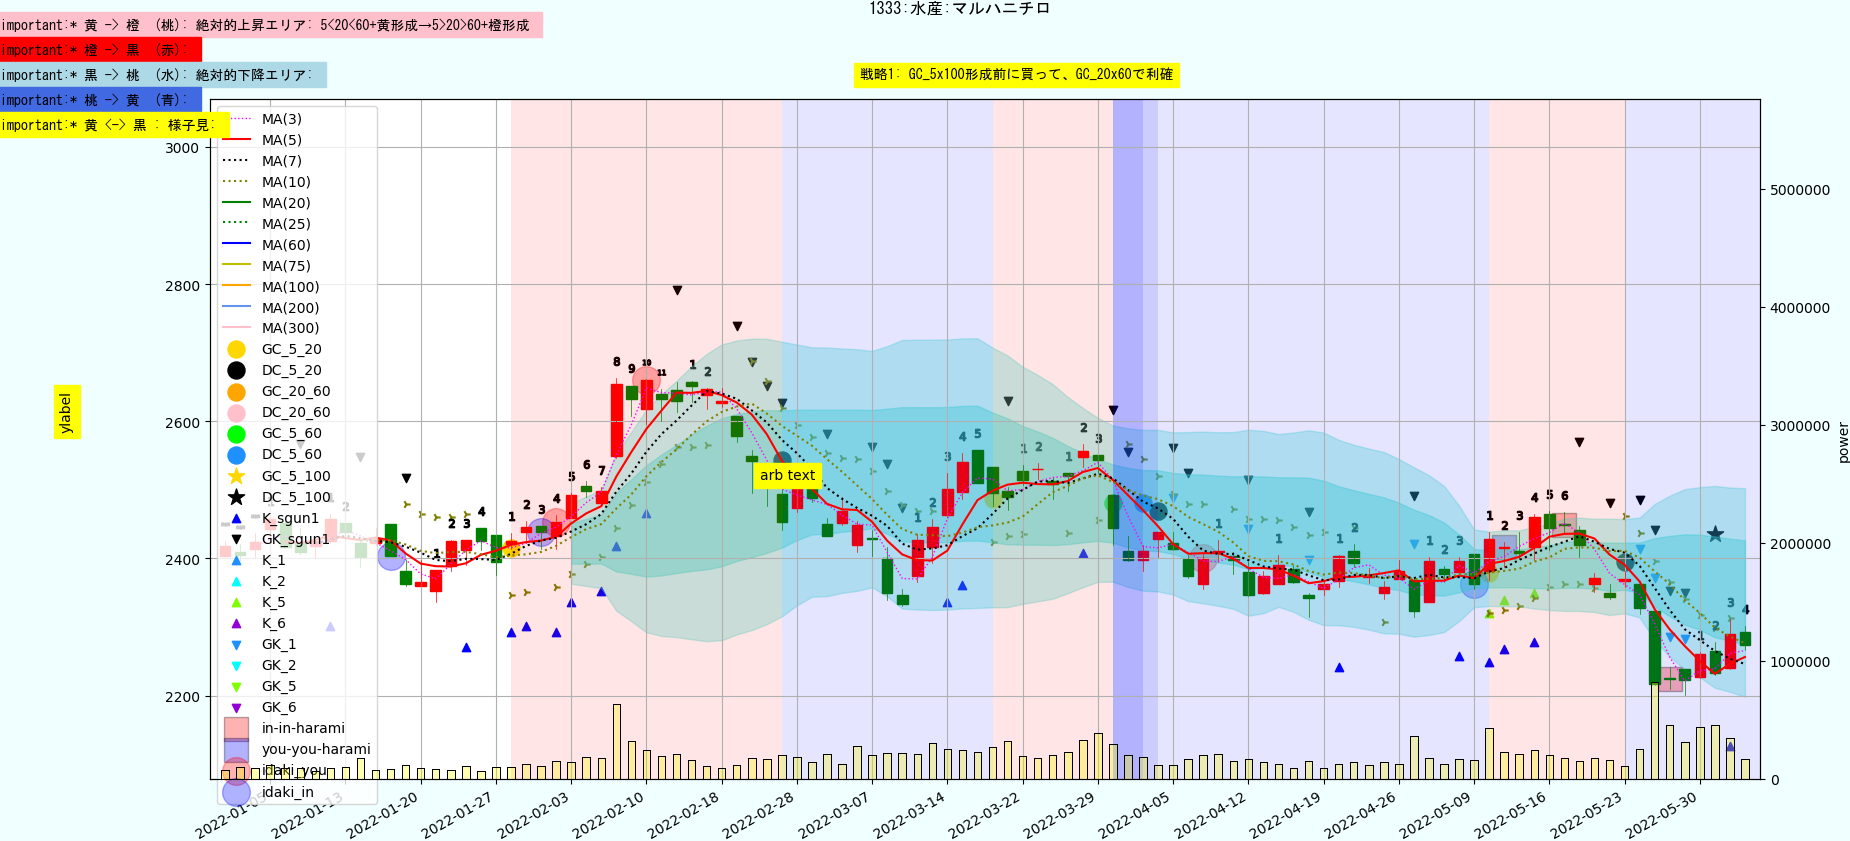 1333:水産:マルハニチロ
important:* 黄 -> 橙 (桃): 絶対的上昇エリア: 5<20<60+黄形成→5>20>60+橙形成
important:* 橙 -> 黒 (赤):
important:* 黒 -> 桃 (水): 絶対的下降エリア:
important:* 桃 -> 黄 (青):
important:* 黄 <-> 黒 : 様子見:
戦略1: GC_5x100形成前に買って、GC_20x60で利確
MA(3)
MA(5)
MA(7)
MA(10)
MA(20)
MA(25)
MA(60)
MA(75)
MA(100)
MA(200)
MA(300)
GC_5_20
DC_5_20
GC_20_60
DC_20_60
GC_5_60
DC_5_60
GC_5_100
DC_5_100
K_sgun1
GK_sgun1
K_1
K_2
K_5
K_6
GK_1
GK_2
GK_5
GK_6
in-in-harami
you-you-harami
idaki_you
idaki_in
3000
2800
2600
2400
2200
ylabel
arb text
5000000
4000000
3000000
2000000
1000000
0
power
2022-01-05
2022-01-13
2022-01-20
2022-01-27
2022-02-03
2022-02-10
2022-02-18
2022-02-28
2022-03-07
2022-03-14
2022-03-22
2022-03-29
2022-04-05
2022-04-12
2022-04-19
2022-04-26
2022-05-09
2022-05-16
2022-05-23
2022-05-30